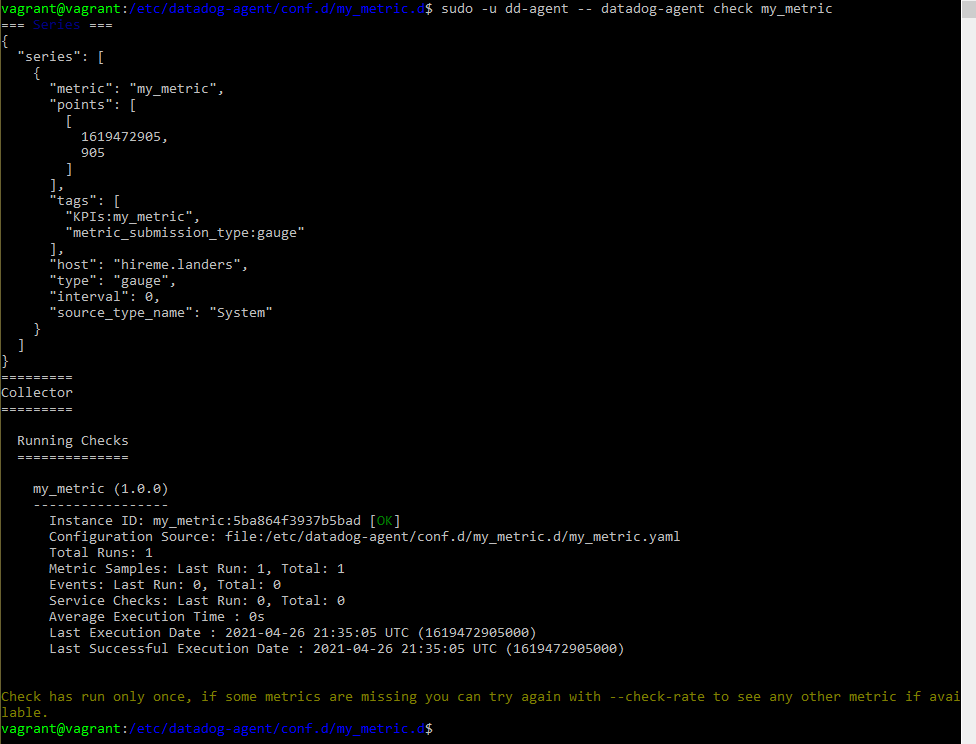 vagrant@vagrant:/etc/datadog-agent/conf.d/my_metric.d$ sudo -u dd-agent -- datadog-agent check my_metric
=== Series ===
{
  "series": [
    {
      "metric": "my_metric",
      "points": [
        [
          1619472905,
          905
        ]
      ],
      "tags": [
        "KPIs:my_metric",
        "metric_submission_type:gauge"
      ],
      "host": "hireme.landers",
      "type": "gauge",
      "interval": 0,
      "source_type_name": "System"
    }
  ]
}
=========
Collector
=========

  Running Checks
  ==============

    my_metric (1.0.0)
    -----------------
      Instance ID: my_metric:5ba864f3937b5bad [OK]
      Configuration Source: file:/etc/datadog-agent/conf.d/my_metric.d/my_metric.yaml
      Total Runs: 1
      Metric Samples: Last Run: 1, Total: 1
      Events: Last Run: 0, Total: 0
      Service Checks: Last Run: 0, Total: 0
      Average Execution Time : 0s
      Last Execution Date : 2021-04-26 21:35:05 UTC (1619472905000)
      Last Successful Execution Date : 2021-04-26 21:35:05 UTC (1619472905000)

Check has run only once, if some metrics are missing you can try again with --check-rate to see any other metric if avai
lable.
vagrant@vagrant:/etc/datadog-agent/conf.d/my_metric.d$